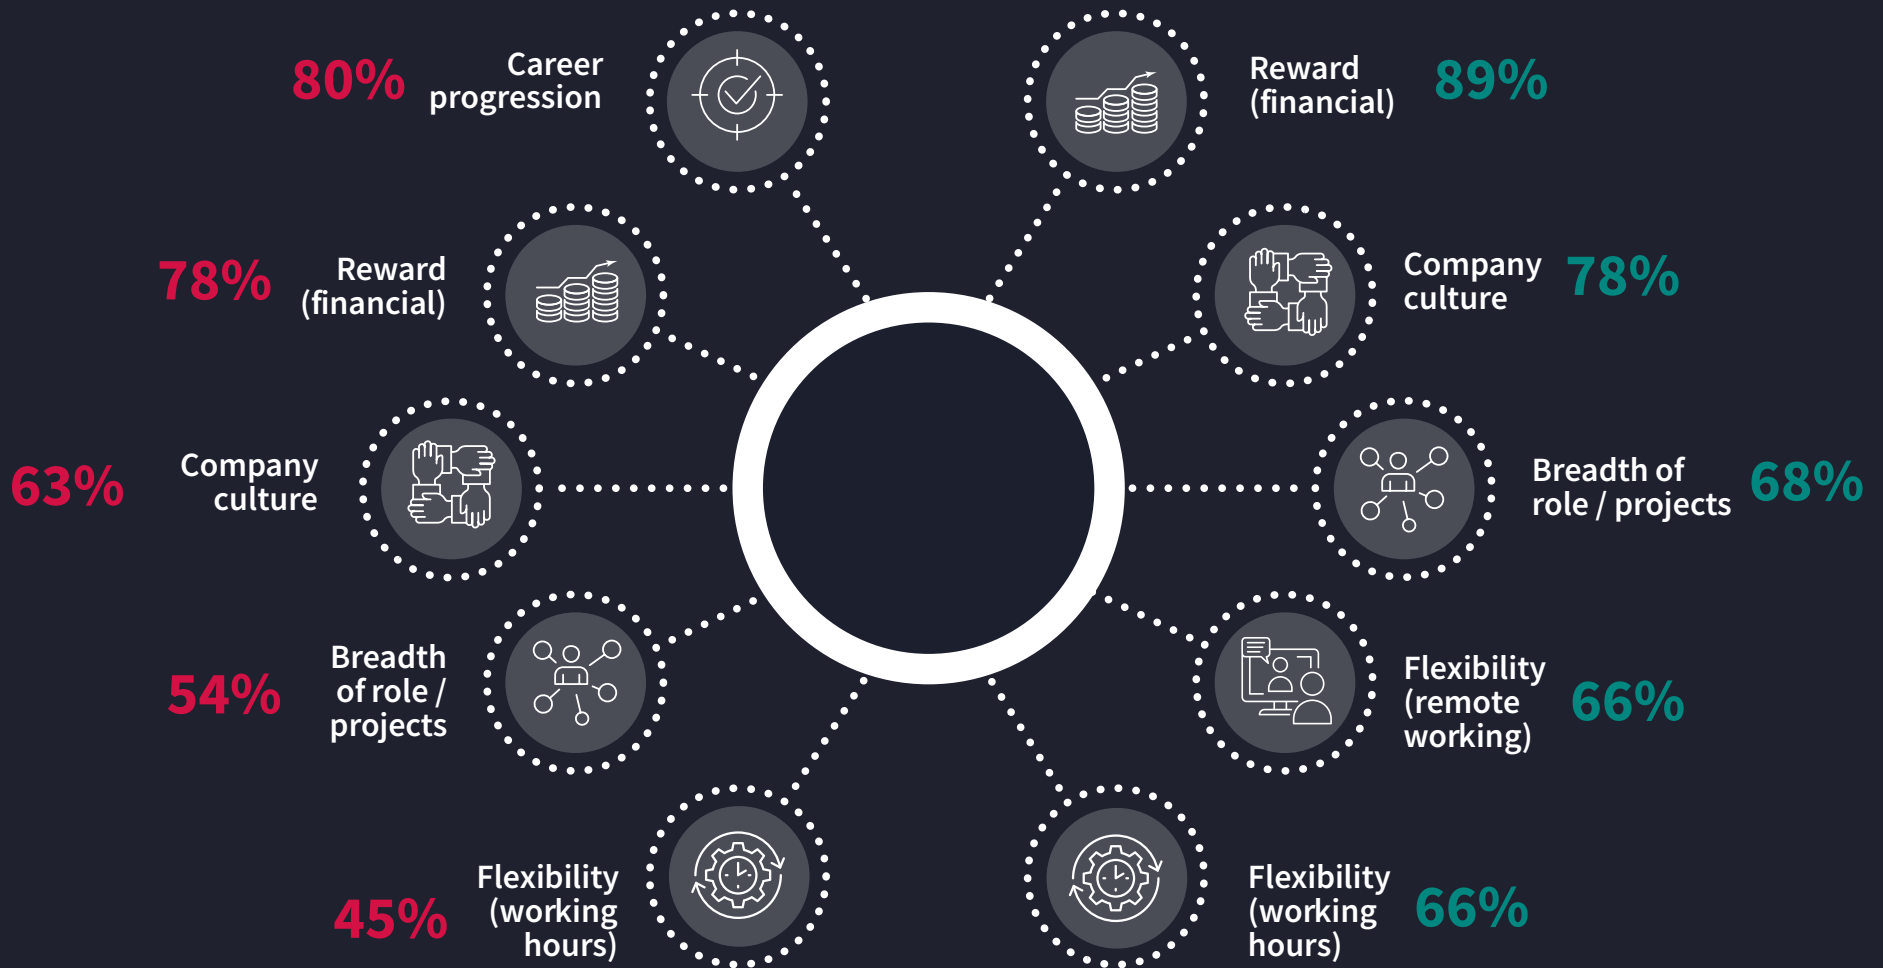 80%
Career
progression
78%
Reward
(financial)
63%
Company
culture
54%
Breadth
of role /
projects
45%
Flexibility
(working
hours)
Reward
(financial)
89%
Company
culture
78%
Breadth of
role / projects
68%
Flexibility
(remote
working)
66%
Flexibility
(working
hours)
66%